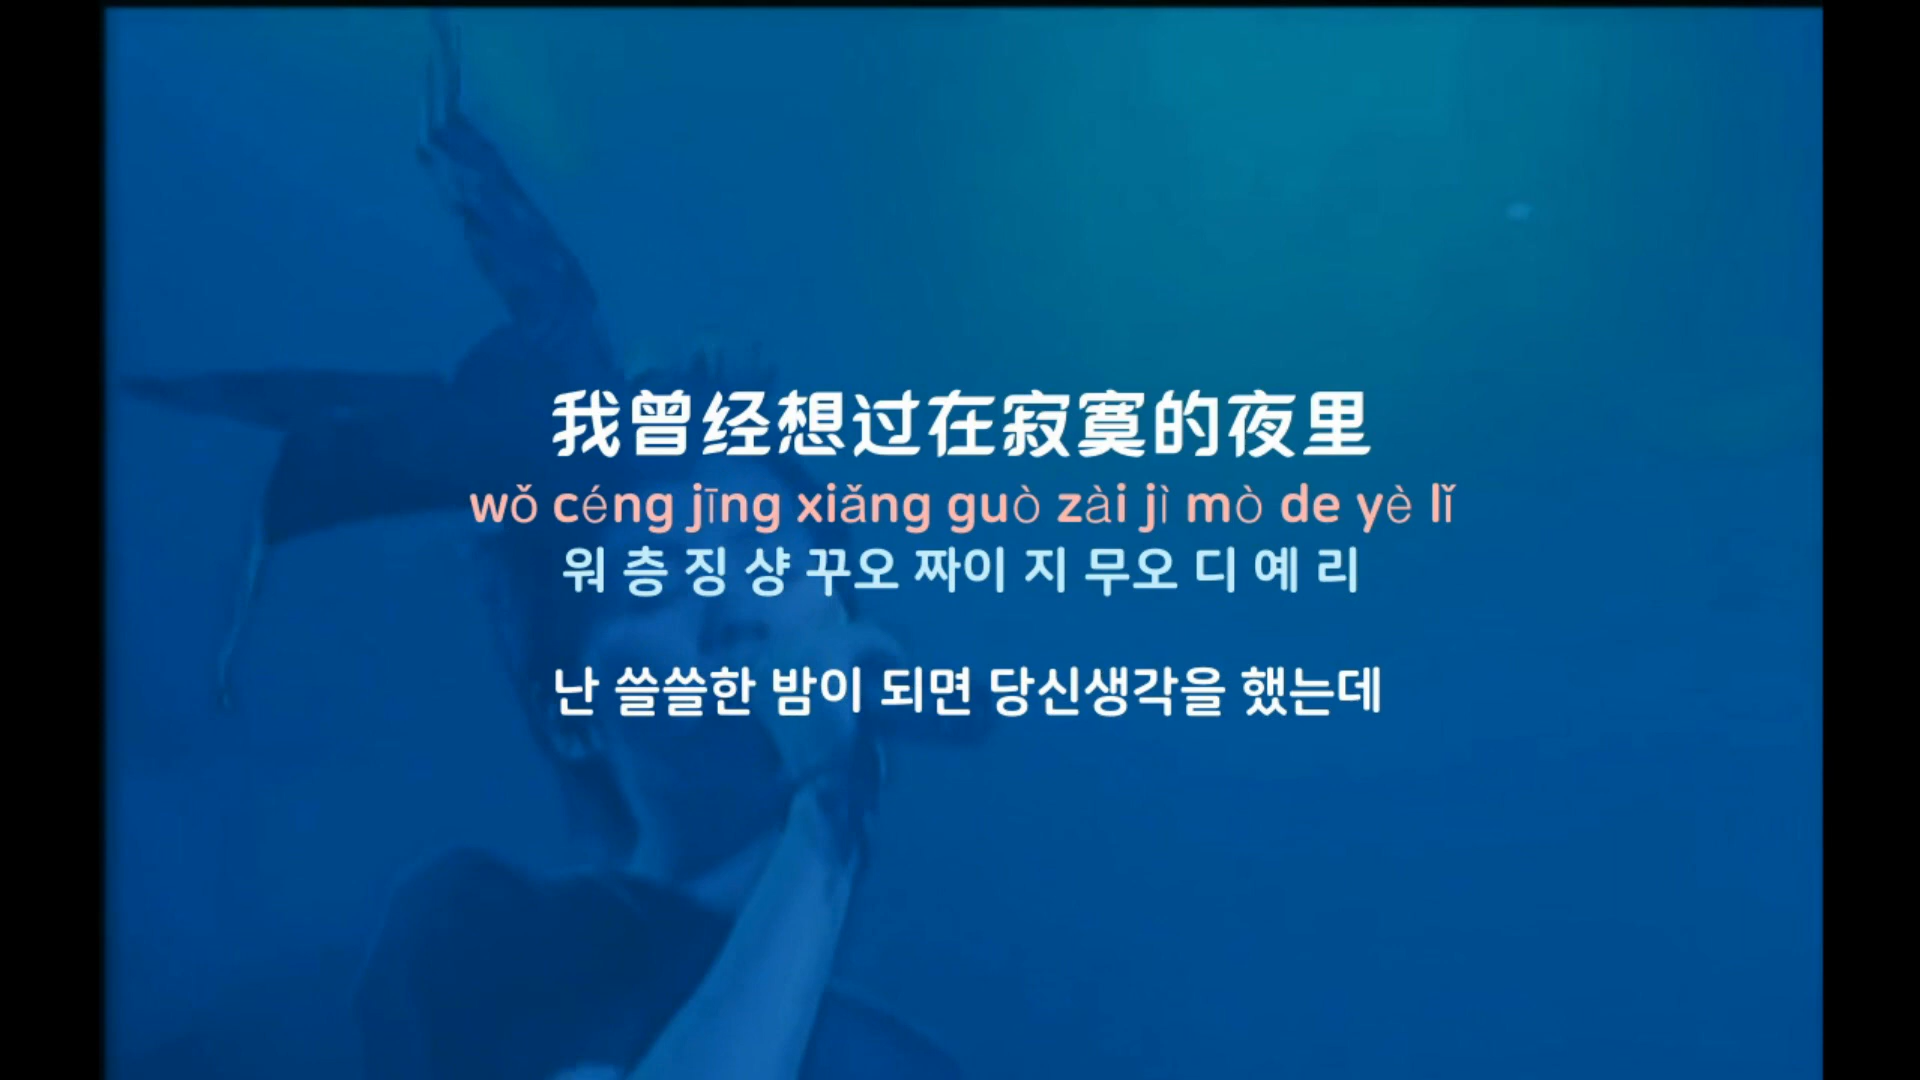 我曾经想过在寂寞的夜里
wǒ céng jīng xiǎng guò zài jì mò de yè lǐ
워 층 징 샹 꾸오 짜이 지 무오 디 예 리
난 쓸쓸한 밤이 되면 당신생각을 했는데